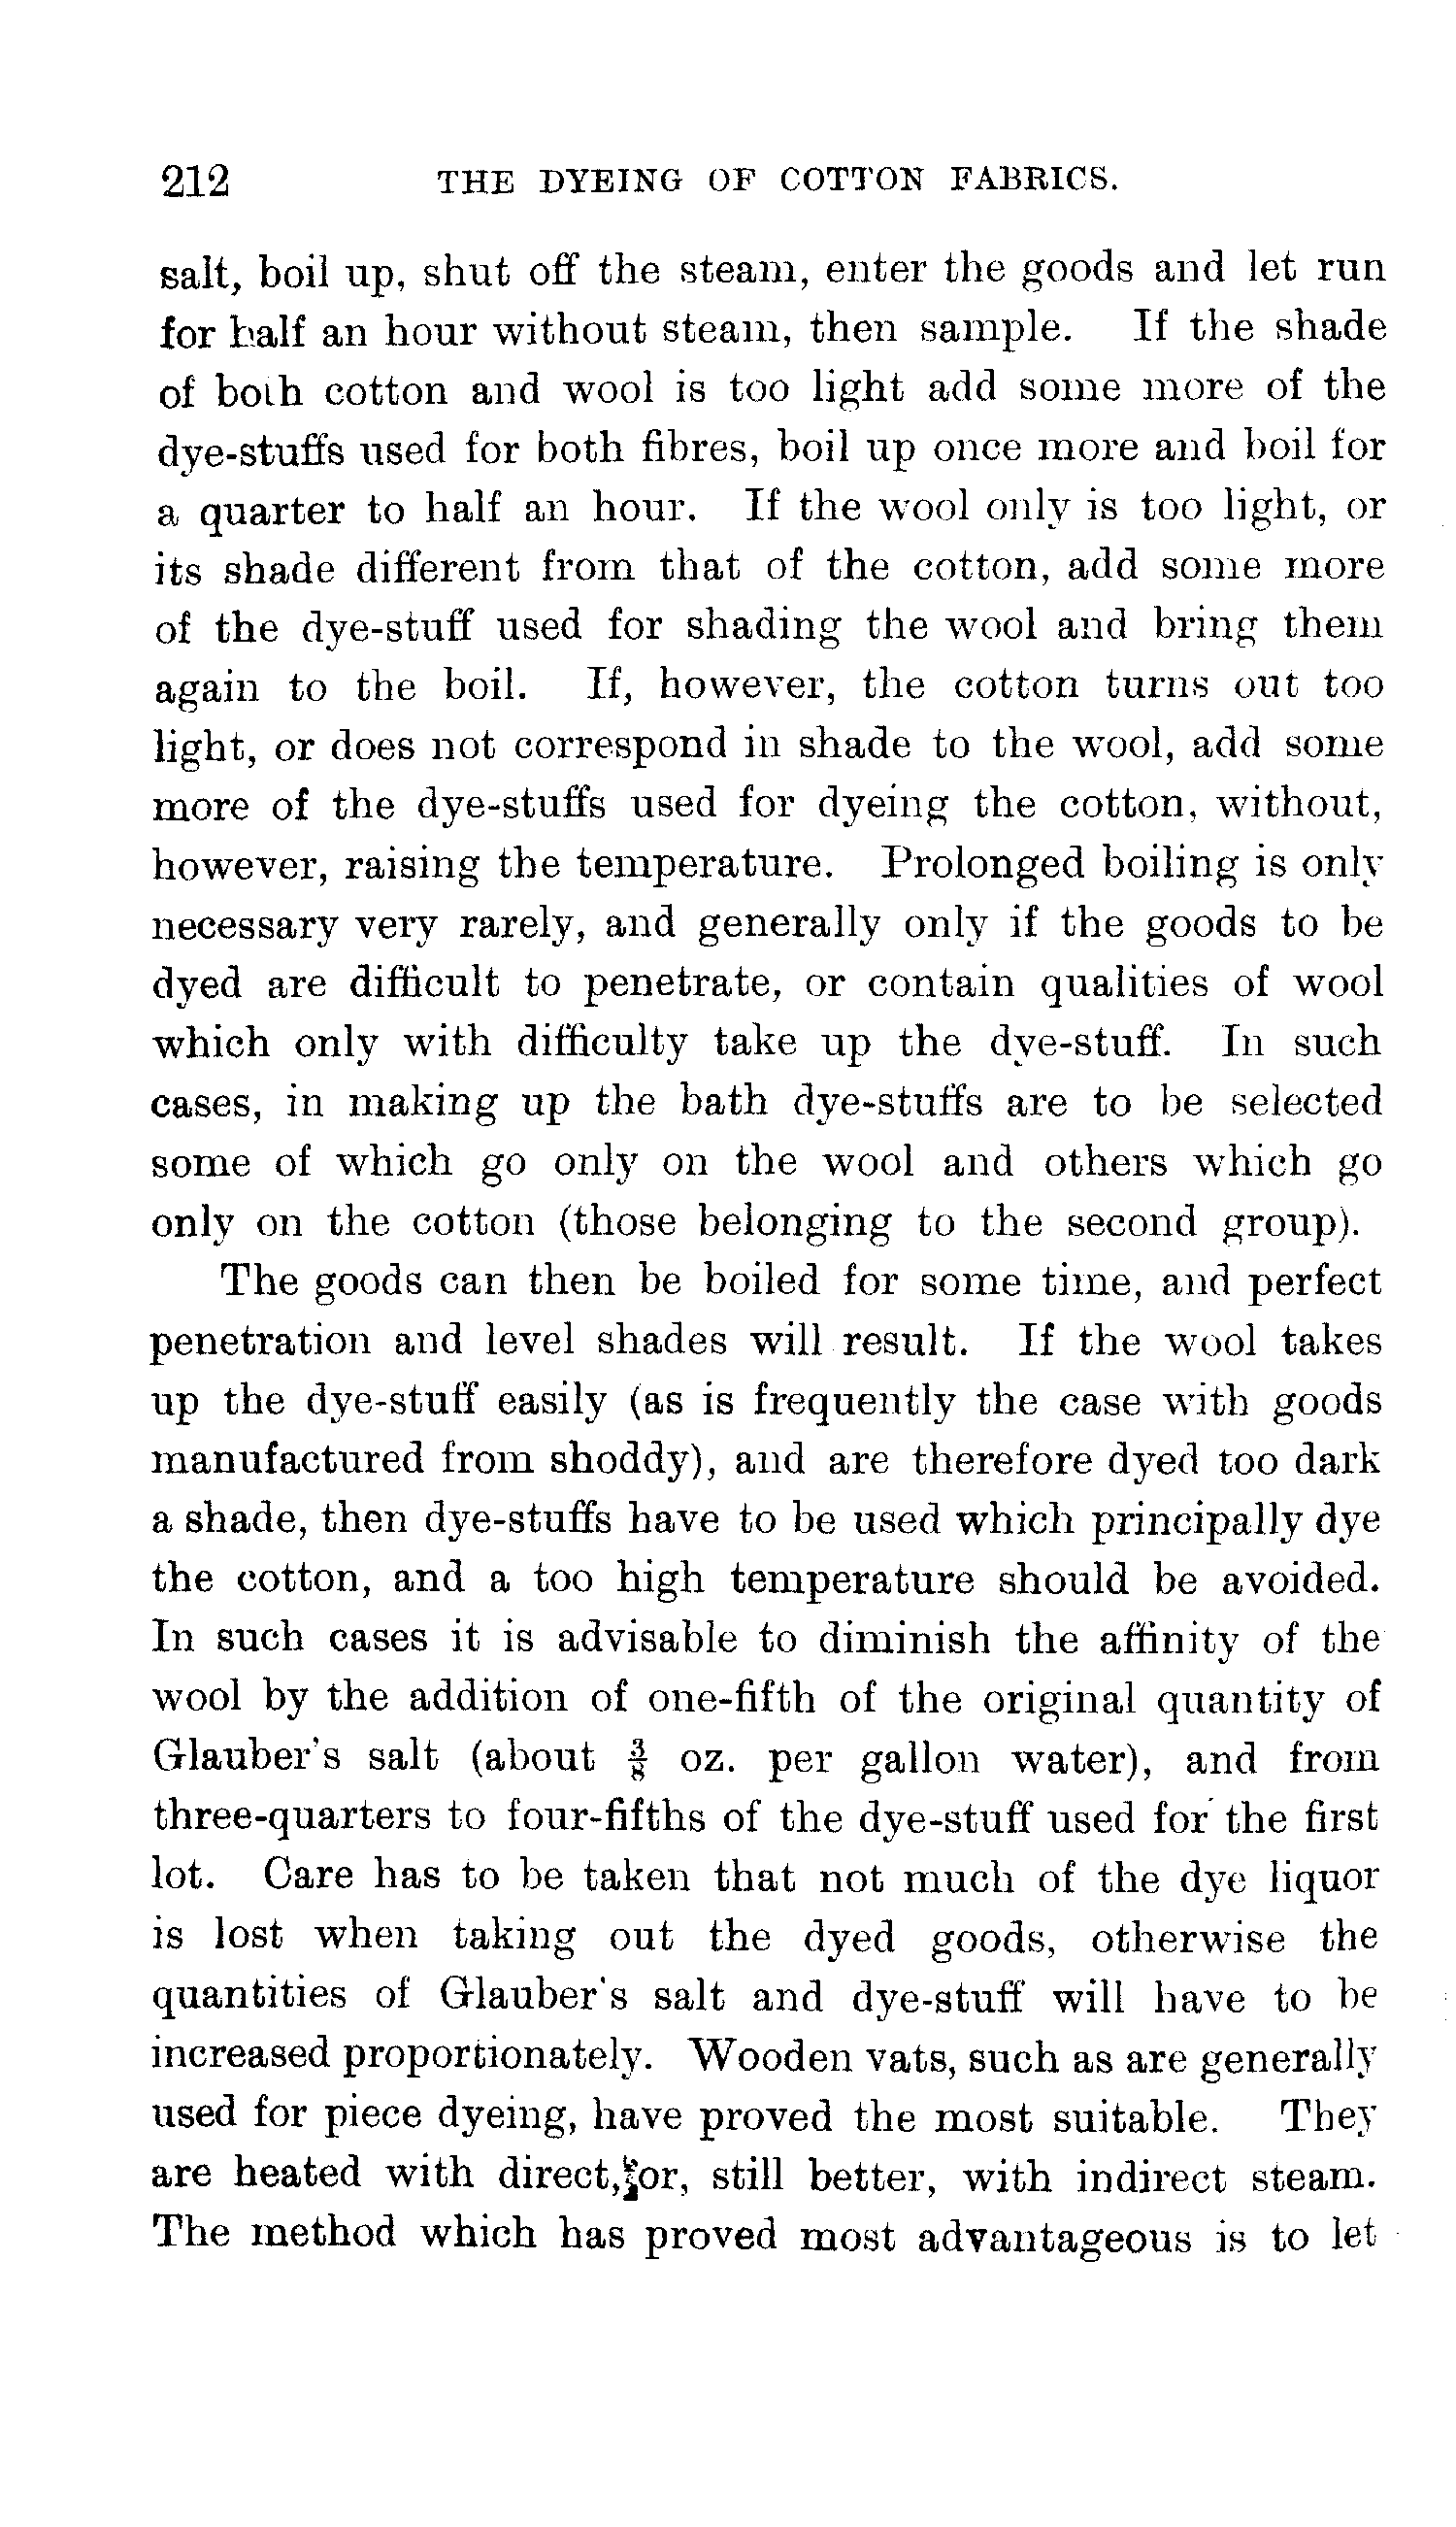 212 THE DYEING OF COTTON FABRICS.
salt, boil up, shut off the steam, enter the goods and let run
for half an hour without steam, then sample. If the shade
of both cotton and wool is too light add some more of the
dye-stuffs used for both fibres, boil up once more and boil for
a quarter to half an hour. If the wool only is too light, or
its shade different from that of the cotton, add some more
of the dye-stuff used for shading the wool and bring them
again to the boil. If, however, the cotton turns out too
light, or does not correspond in shade to the wool, add some
more of the dye-stuffs used for dyeing the cotton, without,
however, raising the temperature. Prolonged boiling is only
necessary very rarely, and generally only if the goods to be
dyed are difficult to penetrate, or contain qualities of wool
which only with difficulty take up the dye-stuff. In such
cases, in making up the bath dye-stuffs are to be selected
some of which go only on the wool and others which go
only on the cotton (those belonging to the second group).
The goods can then be boiled for some time, and perfect
penetration and level shades will result. If the wool takes
up the dye-stuff easily (as is frequently the case with goods
manufactured from shoddy), and are therefore dyed too dark
a shade, then dye-stuffs have to be used which principally dye
the cotton, and a too high temperature should be avoided.
In such cases it is advisable to diminish the affinity of the
wool by the addition of one-fifth of the original quantity of
Glauber's salt (about ⅜ oz. per gallon water), and from
three-quarters to four-fifths of the dye-stuff used for the first
lot. Care has to be taken that not much of the dye liquor
is lost when taking out the dyed goods, otherwise the
quantities of Glauber's salt and dye-stuff will have to be
increased proportionately. Wooden vats, such as are generally
used for piece dyeing, have proved the most suitable. They
are heated with direct, or, still better, with indirect steam.
The method which has proved most advantageous is to let